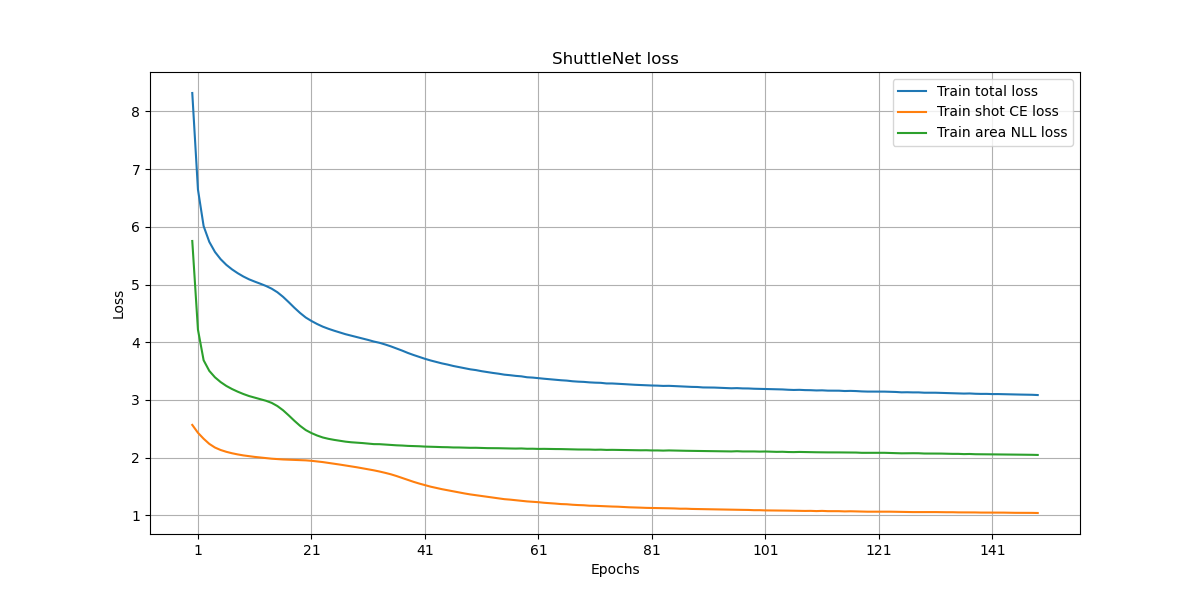 ShuttleNet loss
Train total loss
Train shot CE loss
Train area NLL loss
8
7
6
5
4
3
2
1
Loss
1 21 41 61 81 101 121 141
Epochs